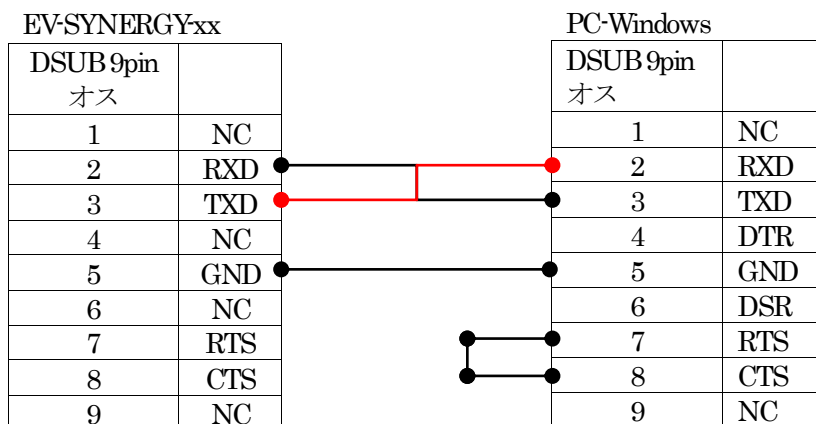 EV-SYNERGY-xx
DSUB 9pin
オス
1 NC
2 RXD
3 TXD
4 NC
5 GND
6 NC
7 RTS
8 CTS
9 NC
PC-Windows
DSUB 9pin
オス
1 NC
2 RXD
3 TXD
4 DTR
5 GND
6 DSR
7 RTS
8 CTS
9 NC